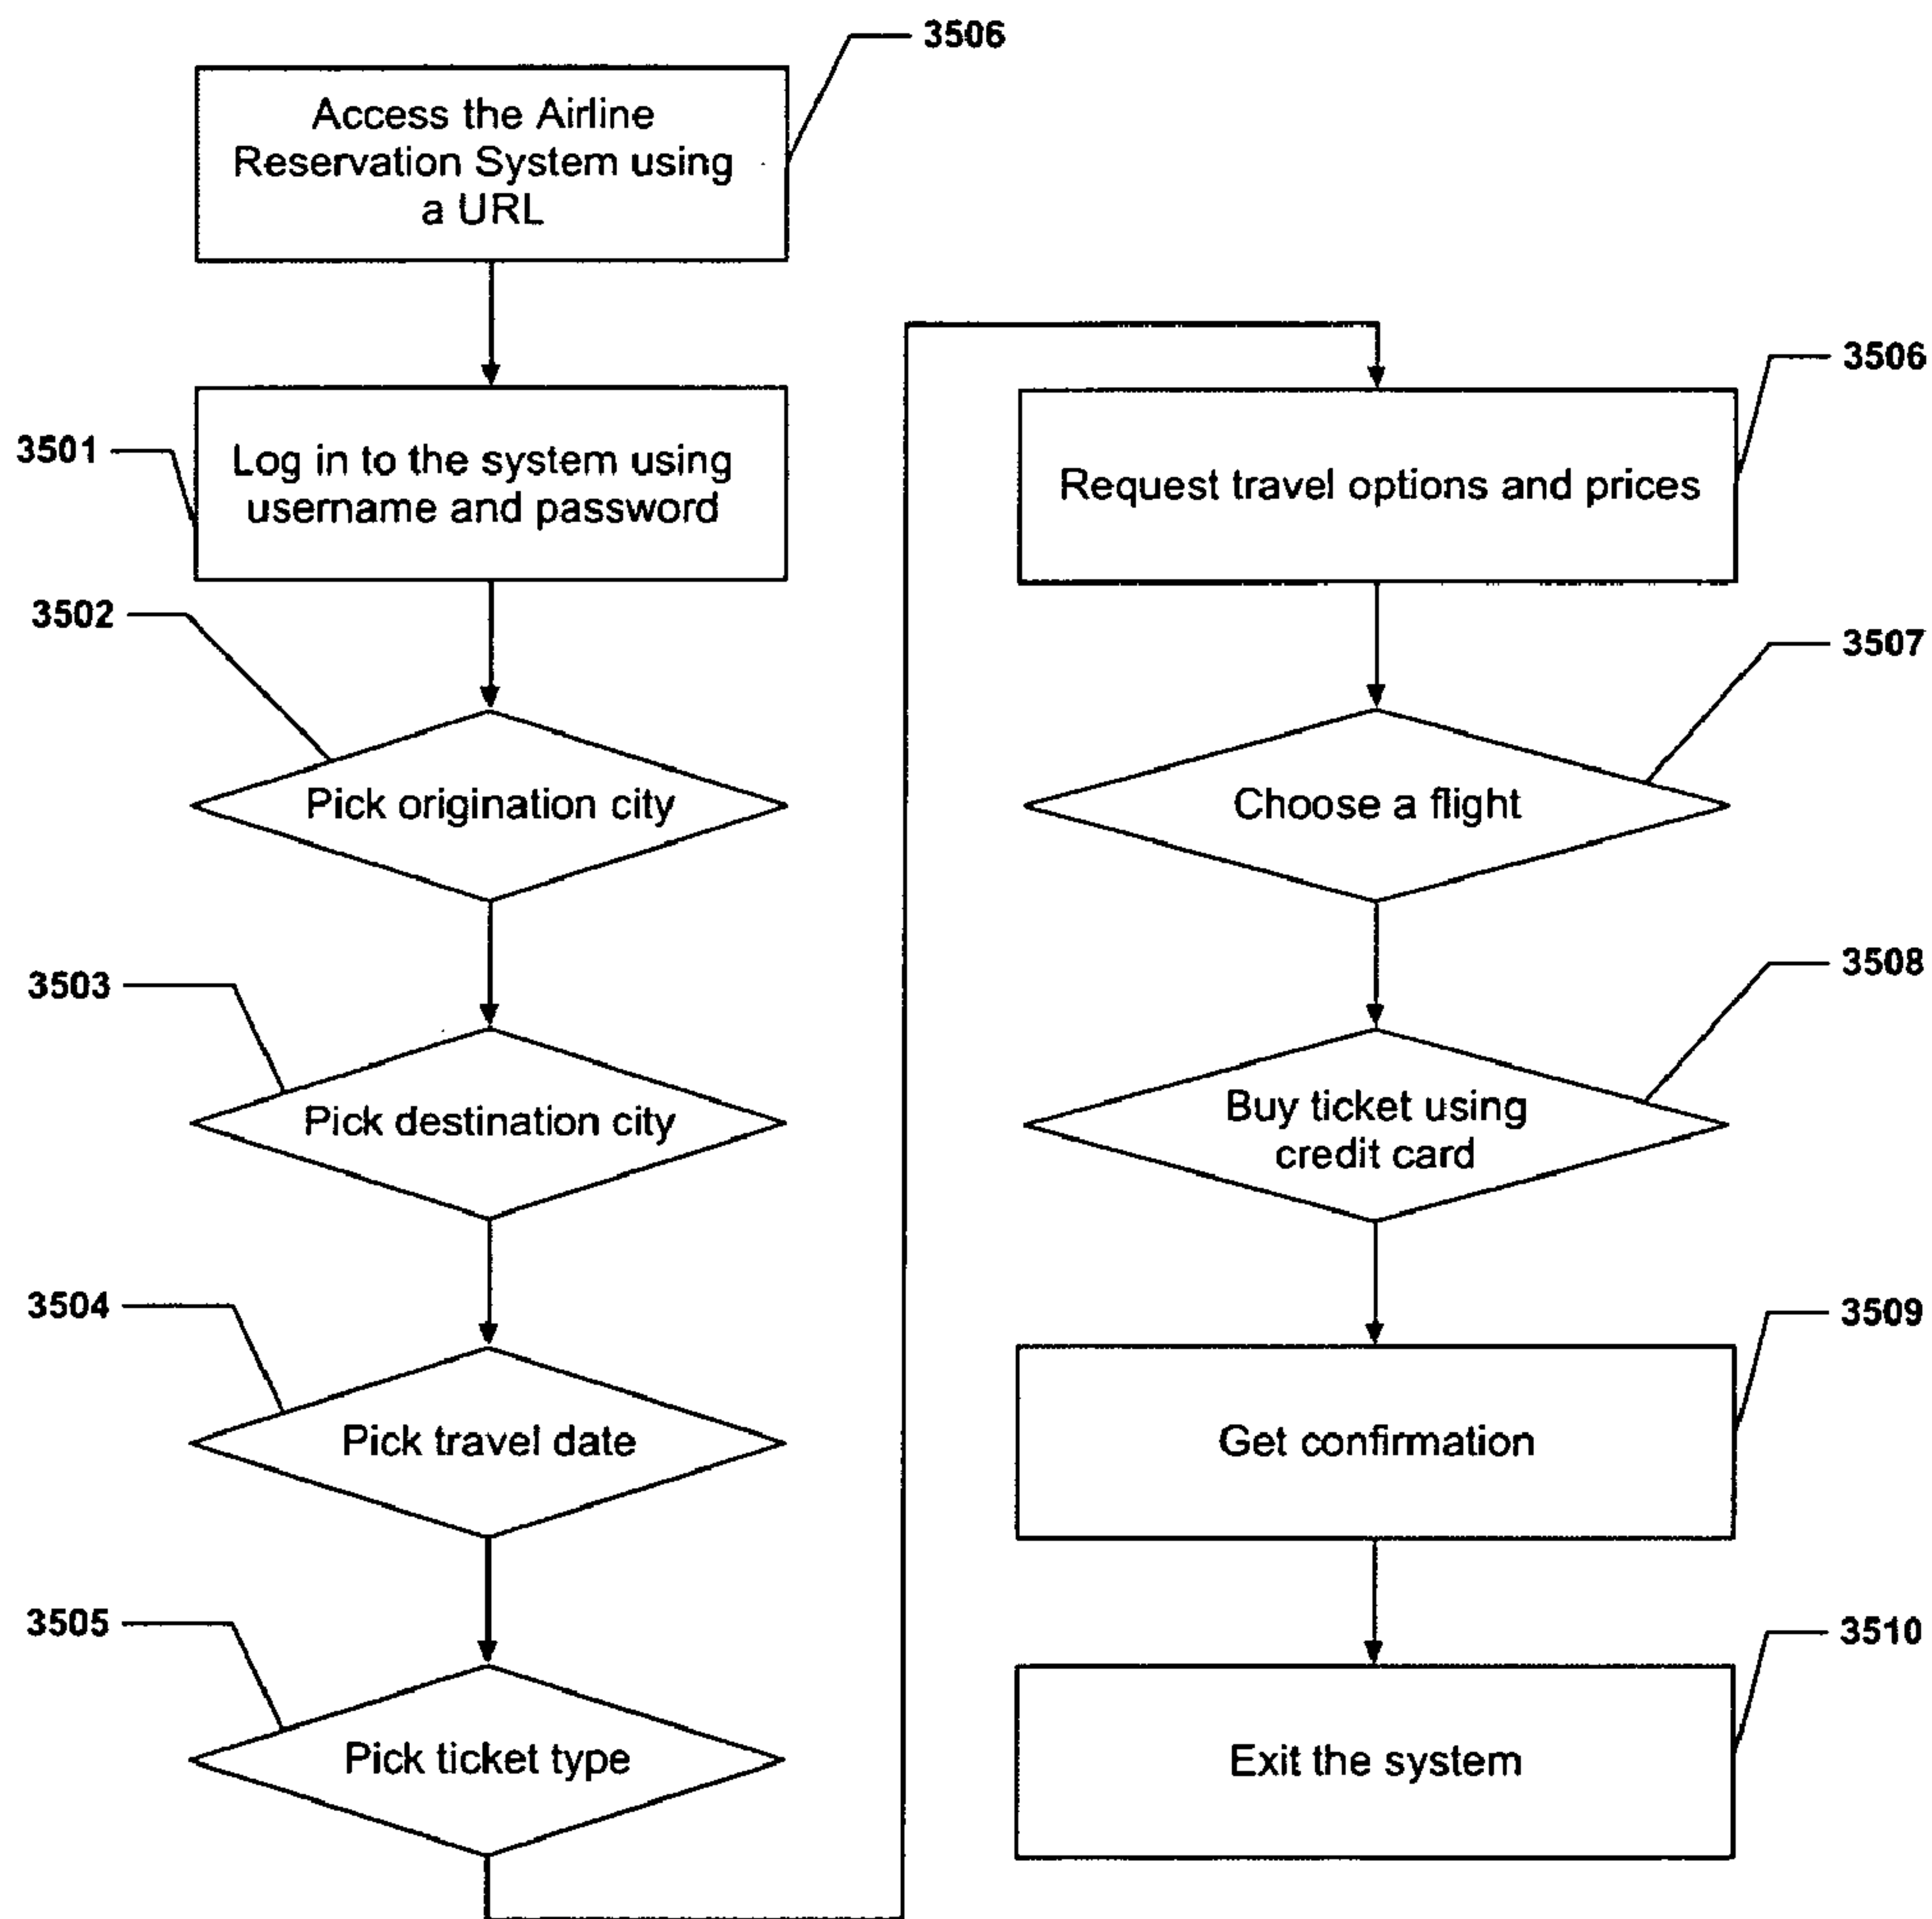 3506
Access the Airline
Reservation System using
a URL
3501
Log in to the system using
username and password
3502
Pick origination city
3503
Pick destination city
3504
Pick travel date
3505
Pick ticket type
3506
Request travel options and prices
3507
Choose a flight
3508
Buy ticket using
credit card
3509
Get confirmation
3510
Exit the system